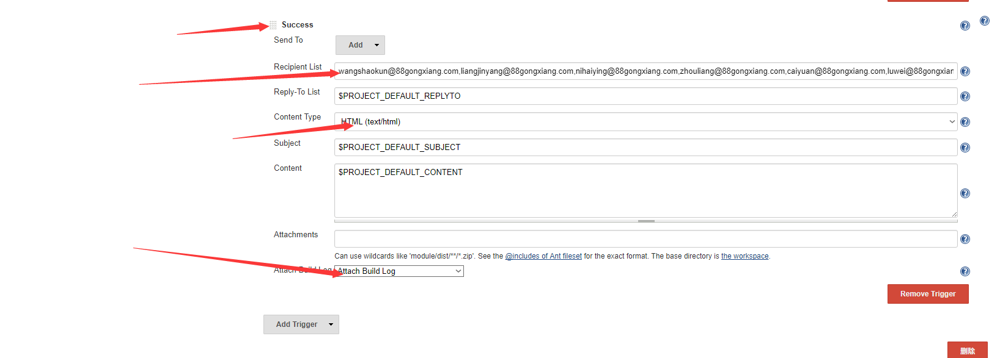 Success
Send To
Add
Recipient List
wangshaokun@88gongxiang.com,liangjinyang@88gongxiang.com,nihaiying@88gongxiang.com,zhouliang@88gongxiang.com,caiyuan@88gongxiang.com,luwei@88gongxian
Reply-To List
$PROJECT_DEFAULT_REPLYTO
Content Type
HTML (text/html)
Subject
$PROJECT_DEFAULT_SUBJECT
Content
$PROJECT_DEFAULT_CONTENT
Attachments
Can use wildcards like 'module/dist/**/*.zip'. See the @includes of Ant fileset for the exact format. The base directory is the workspace.
Attach Build Log
Attach Build Log
Remove Trigger
Add Trigger
删除